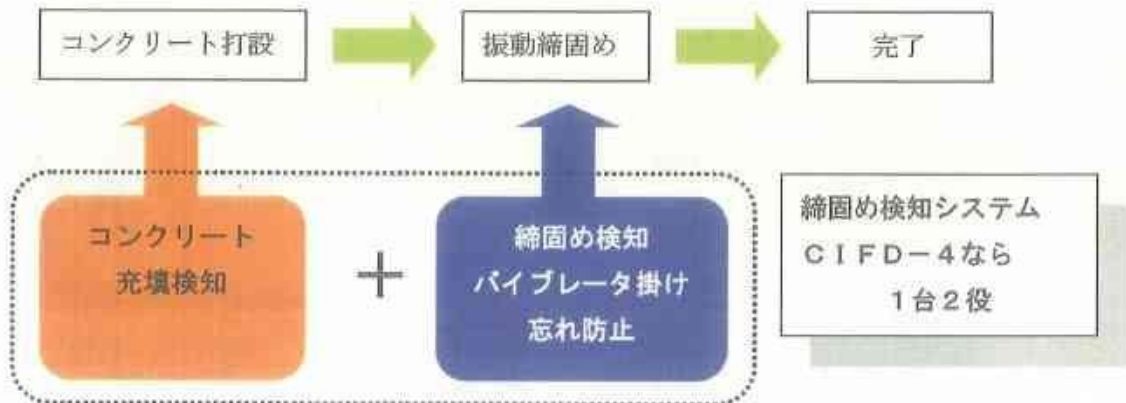 コンクリート打設
振動締固め
完了
コンクリート
充填検知
+
締固め検知
バイブレータ掛け
忘れ防止
締固め検知システム
CIFD-4なら
1台2役